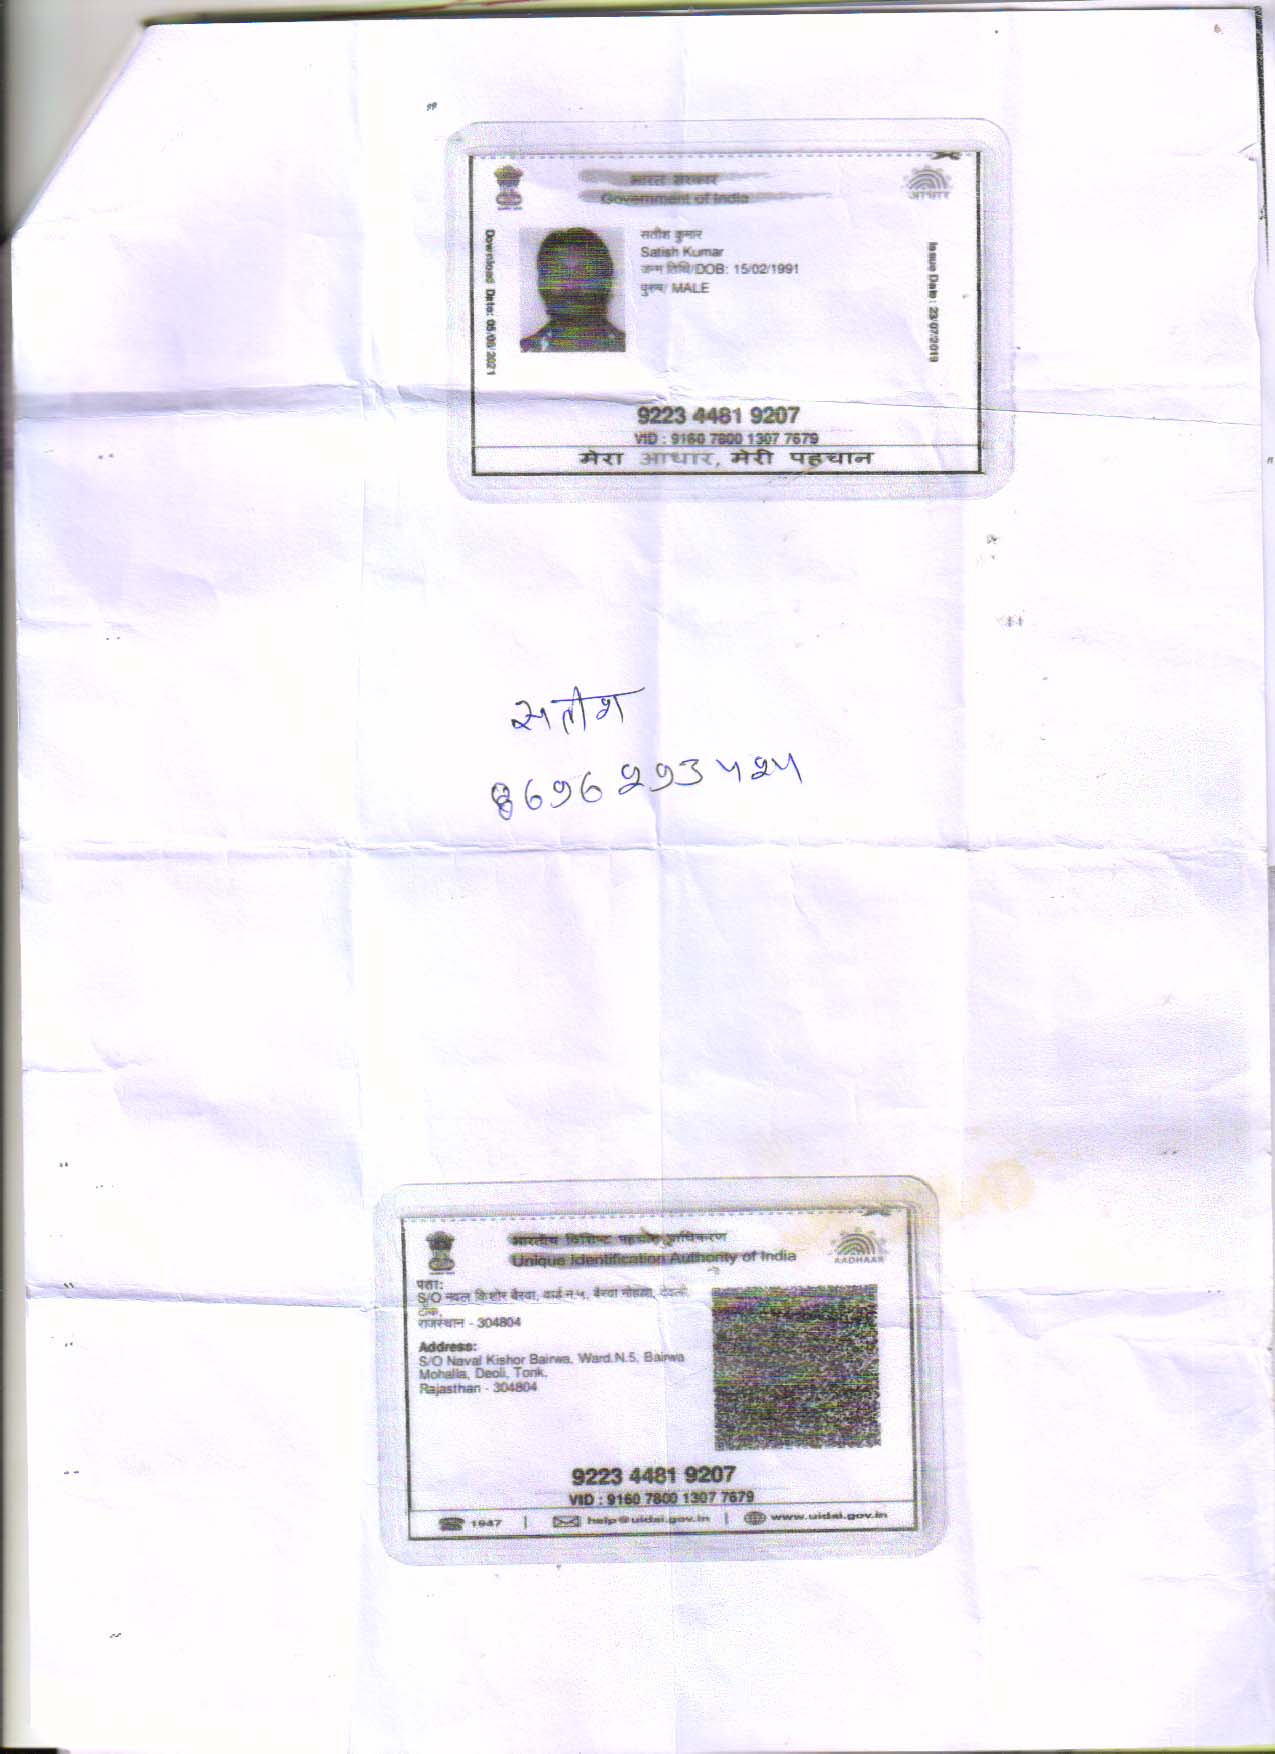 भारत सरकार
Government of India
आधार
Download Date: 05/08/2021
सतीश कुमार
Satish Kumar
जन्म तिथि/DOB: 15/02/1991
पुरुष/ MALE
Issue Date : 23/07/2019
9223 4481 9207
VID : 9160 7800 1307 7679
मेरा आधार, मेरी पहचान
सतीश
8696293424
भारतीय विशिष्ट पहचान प्राधिकरण
Unique Identification Authority of India
AADHAAR
पता:
S/O नवल किशोर बैरवा, वार्ड न.५, बैरवा मोहल्ला, देवली,
टोंक,
राजस्थान - 304804
Address:
S/O Naval Kishor Bairwa, Ward.N.5, Bairwa
Mohalla, Deoli, Tonk,
Rajasthan - 304804
9223 4481 9207
VID : 9160 7800 1307 7679
1947 | help@uidai.gov.in | www.uidai.gov.in